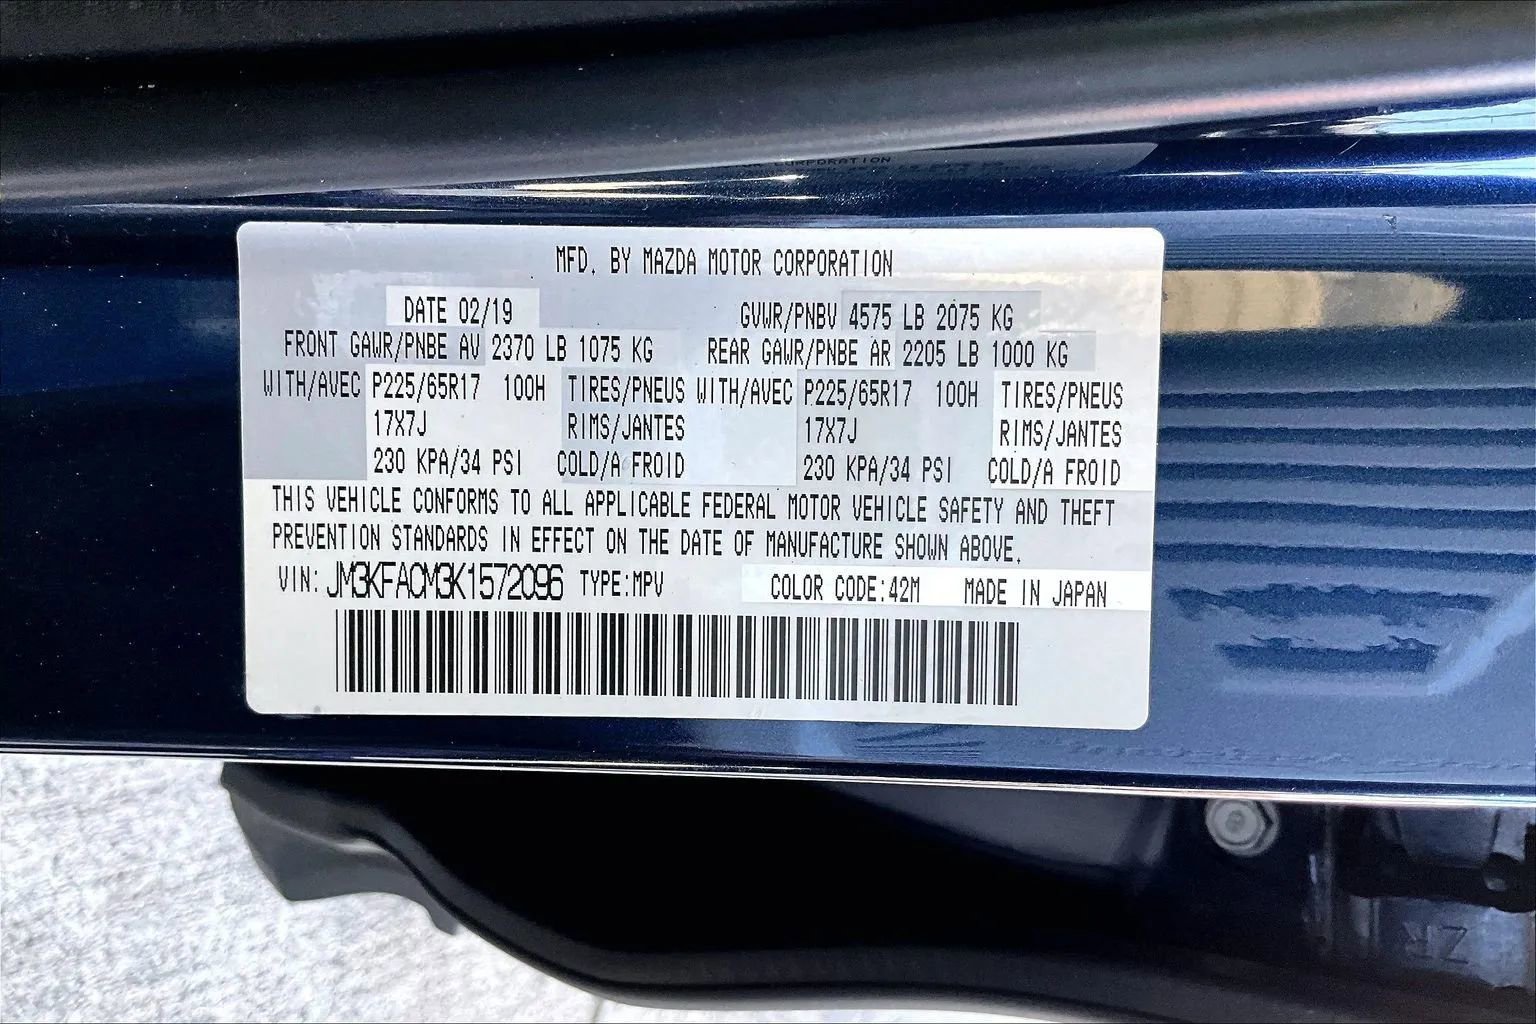 MFD. BY MAZDA MOTOR CORPORATION
DATE 02/19 GVWR/PNBV 4575 LB 2075 KG
FRONT GAWR/PNBE AV 2370 LB 1075 KG REAR GAWR/PNBE AR 2205 LB 1000 KG
WITH/AVEC P225/65R17 100H TIRES/PNEUS WITH/AVEC P225/65R17 100H TIRES/PNEUS
17X7J RIMS/JANTES 17X7J RIMS/JANTES
230 KPA/34 PSI COLD/A FROID 230 KPA/34 PSI COLD/A FROID
THIS VEHICLE CONFORMS TO ALL APPLICABLE FEDERAL MOTOR VEHICLE SAFETY AND THEFT
PREVENTION STANDARDS IN EFFECT ON THE DATE OF MANUFACTURE SHOWN ABOVE.
VIN: JM3KFACM3K1572096 TYPE:MPV COLOR CODE:42M MADE IN JAPAN